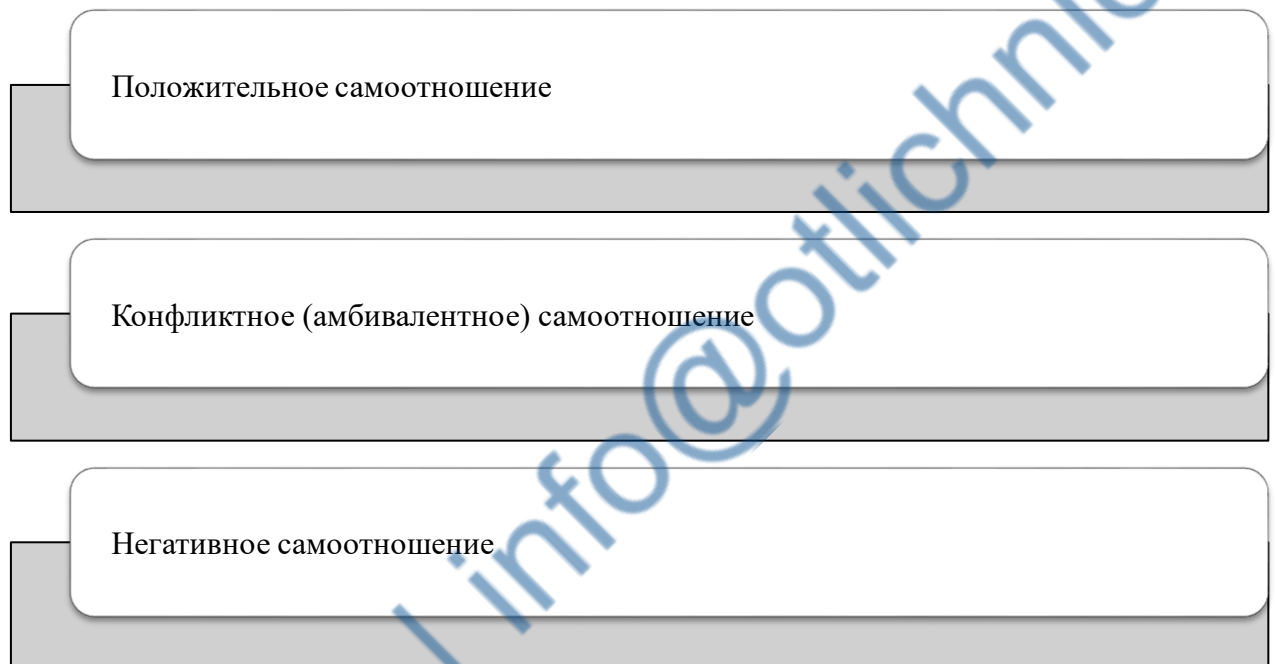 Положительное самоотношение
Конфликтное (амбивалентное) самоотношение
Негативное самоотношение
info@otlichnic